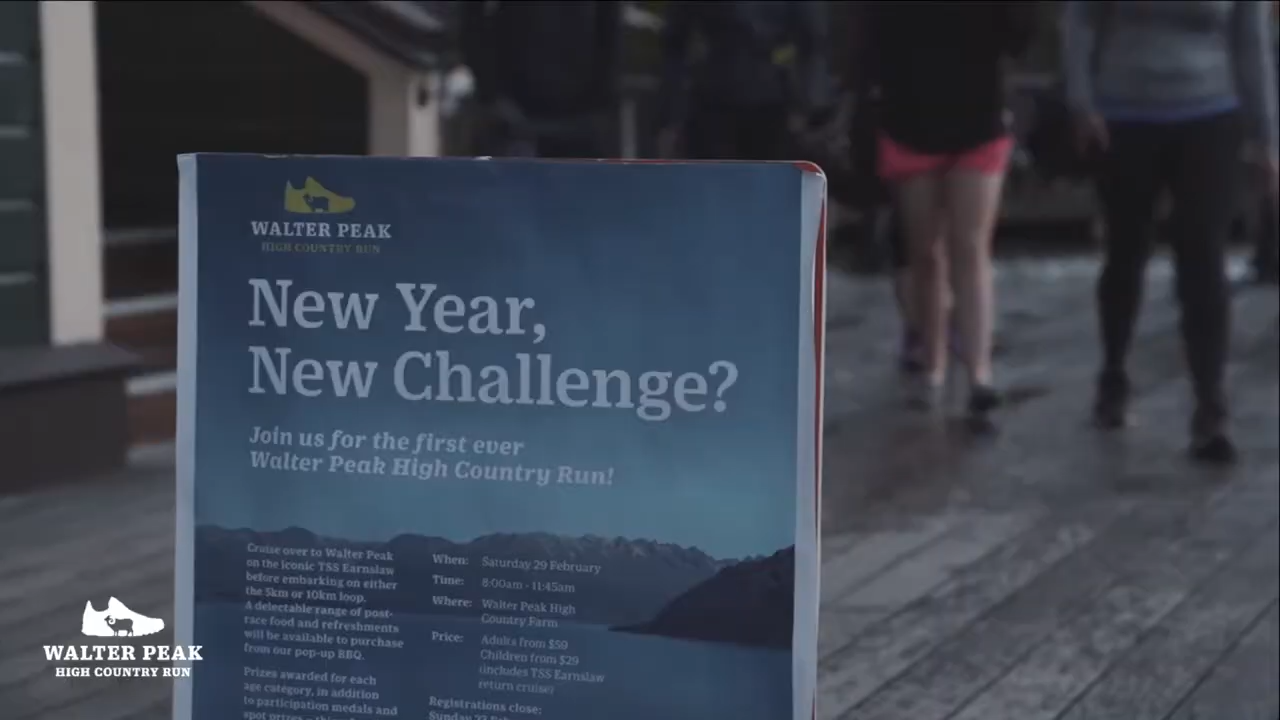 WALTER PEAK
HIGH COUNTRY RUN
New Year,
New Challenge?
Join us for the first ever
Walter Peak High Country Run!
Cruise over to Walter Peak
on the iconic TSS Earnslaw
before embarking on either
the 5km or 10km loop.
A delectable range of post-
race food and refreshments
will be available to purchase
from our pop-up BBQ.
Prizes awarded for each
age category, in addition
to participation medals and
When: Saturday 29 February
Time: 8:00am - 11:45am
Where: Walter Peak High
Country Farm
Price: Adults from $59
Children from $29
(includes TSS Earnslaw
return cruise)
Registrations close:
Sunday
WALTER PEAK
HIGH COUNTRY RUN